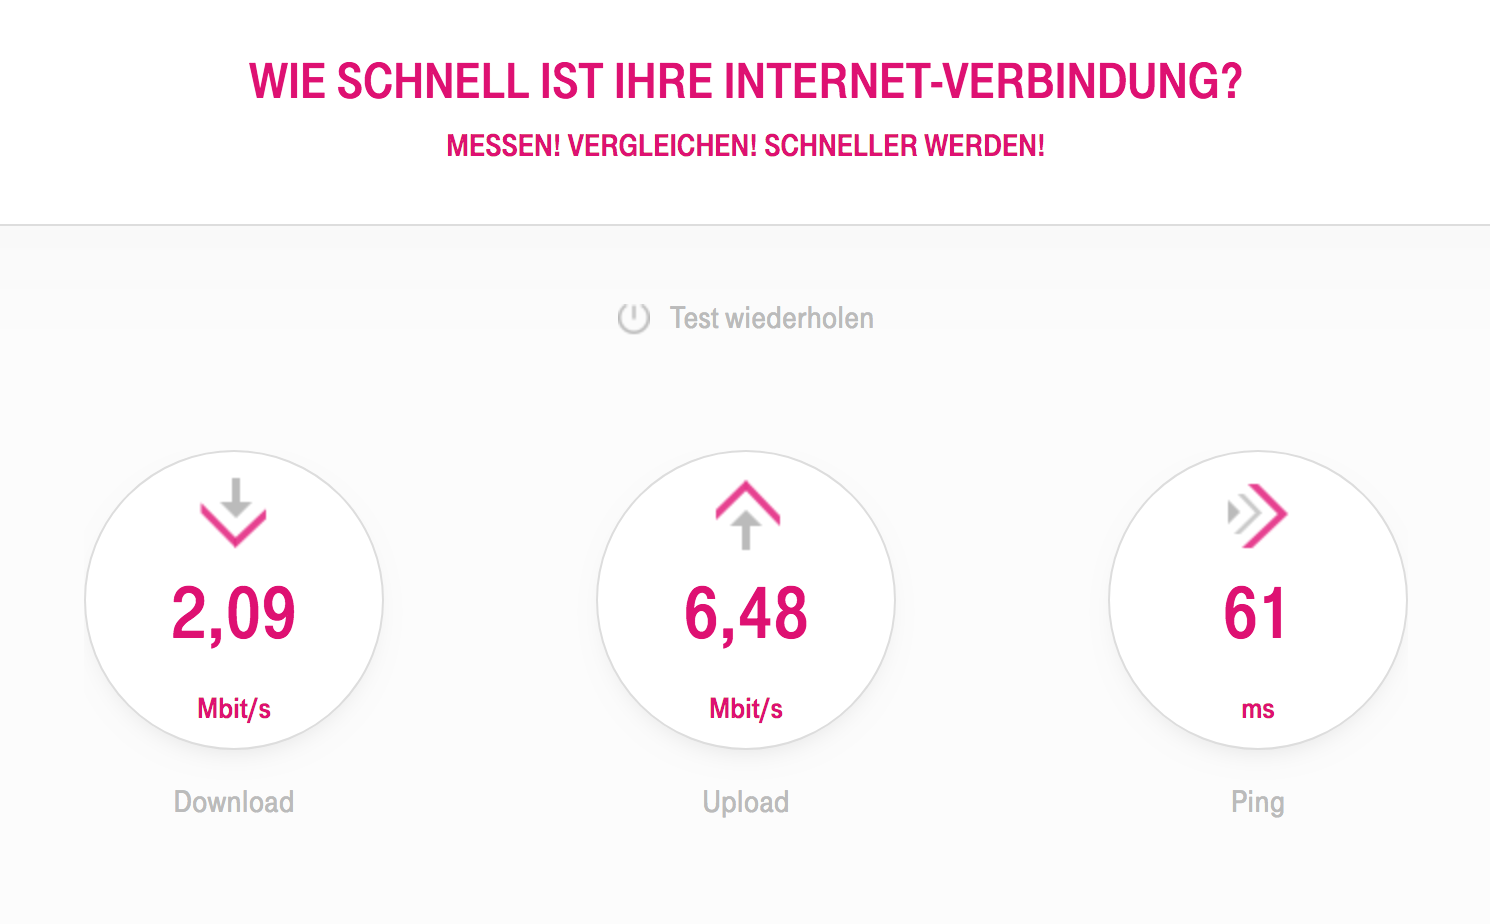 WIE SCHNELL IST IHRE INTERNET-VERBINDUNG?
MESSEN! VERGLEICHEN! SCHNELLER WERDEN!
Test wiederholen
2,09
Mbit/s
Download
6,48
Mbit/s
Upload
61
ms
Ping